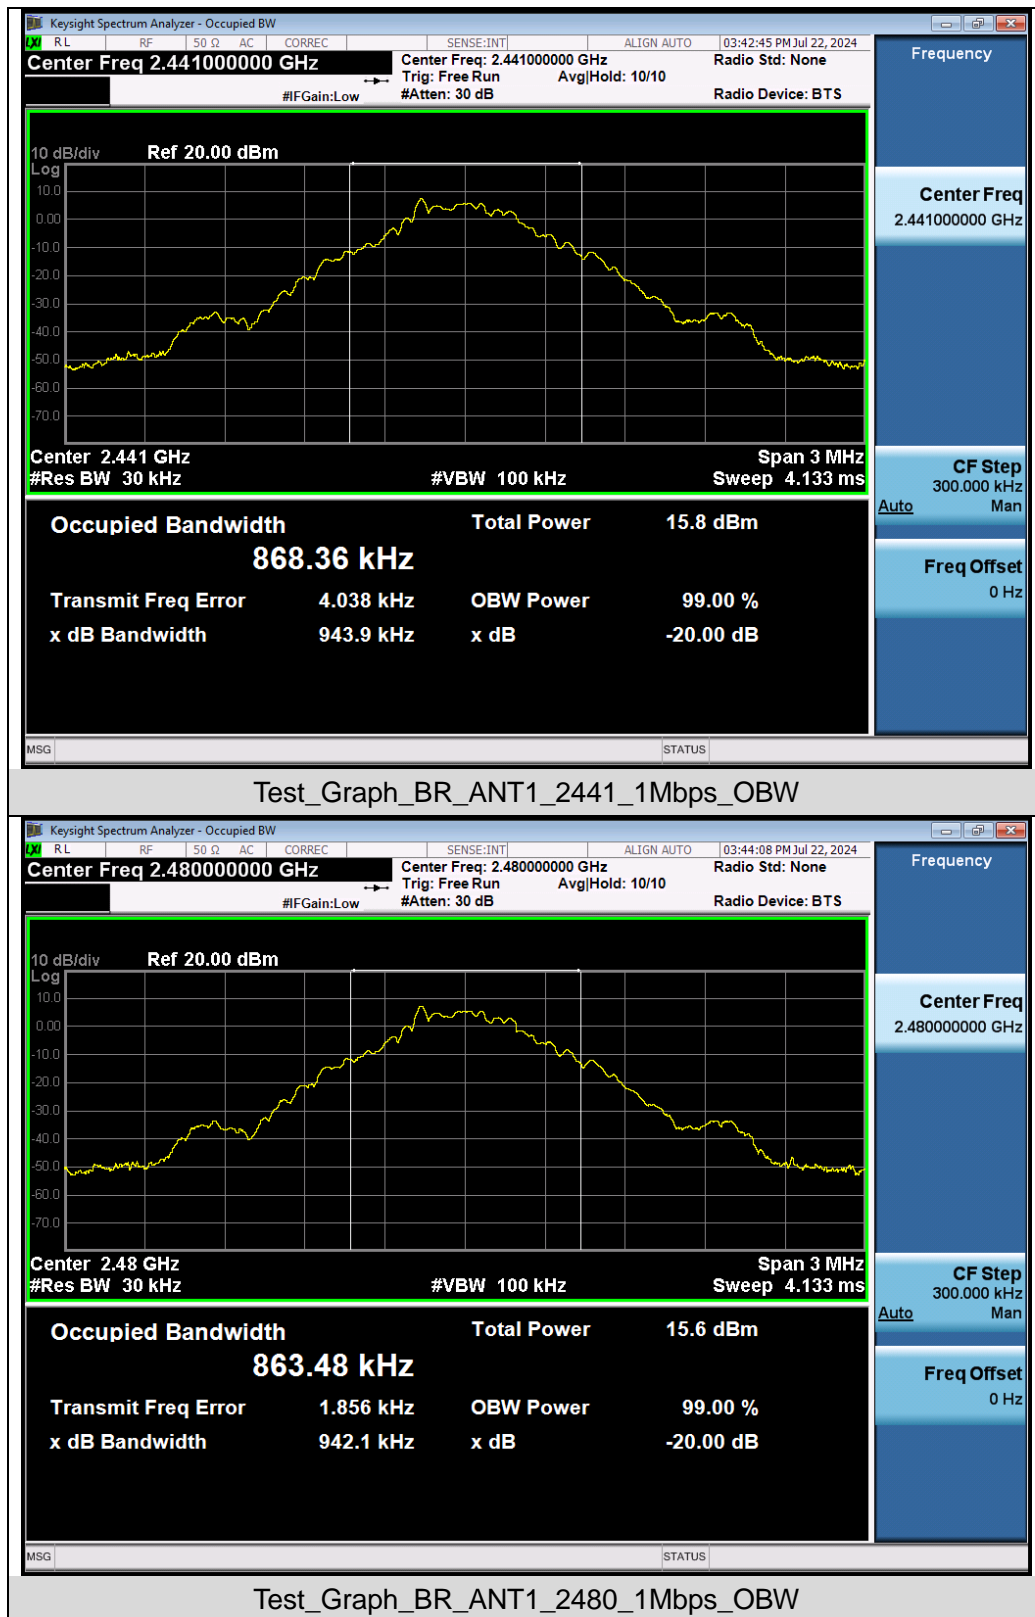 Keysight Spectrum Analyzer - Occupied BW
LXI RL RF 50 Ω AC CORREC SENSE:INT ALIGN AUTO 03:42:45 PM Jul 22, 2024
Center Freq 2.441000000 GHz Center Freq: 2.441000000 GHz Radio Std: None Frequency
Trig: Free Run Avg|Hold: 10/10
#IFGain:Low #Atten: 30 dB Radio Device: BTS
10 dB/div Ref 20.00 dBm
Log
10.0
0.00
-10.0
-20.0
-30.0
-40.0
-50.0
-60.0
-70.0
Center Freq
2.441000000 GHz
Center 2.441 GHz Span 3 MHz
#Res BW 30 kHz #VBW 100 kHz Sweep 4.133 ms
CF Step
300.000 kHz
Auto Man
Occupied Bandwidth Total Power 15.8 dBm
868.36 kHz
Freq Offset
0 Hz
Transmit Freq Error 4.038 kHz OBW Power 99.00 %
x dB Bandwidth 943.9 kHz x dB -20.00 dB
MSG STATUS
Test_Graph_BR_ANT1_2441_1Mbps_OBW
Keysight Spectrum Analyzer - Occupied BW
LXI RL RF 50 Ω AC CORREC SENSE:INT ALIGN AUTO 03:44:08 PM Jul 22, 2024
Center Freq 2.480000000 GHz Center Freq: 2.480000000 GHz Radio Std: None Frequency
Trig: Free Run Avg|Hold: 10/10
#IFGain:Low #Atten: 30 dB Radio Device: BTS
10 dB/div Ref 20.00 dBm
Log
10.0
0.00
-10.0
-20.0
-30.0
-40.0
-50.0
-60.0
-70.0
Center Freq
2.480000000 GHz
Center 2.48 GHz Span 3 MHz
#Res BW 30 kHz #VBW 100 kHz Sweep 4.133 ms
CF Step
300.000 kHz
Auto Man
Occupied Bandwidth Total Power 15.6 dBm
863.48 kHz
Freq Offset
0 Hz
Transmit Freq Error 1.856 kHz OBW Power 99.00 %
x dB Bandwidth 942.1 kHz x dB -20.00 dB
MSG STATUS
Test_Graph_BR_ANT1_2480_1Mbps_OBW